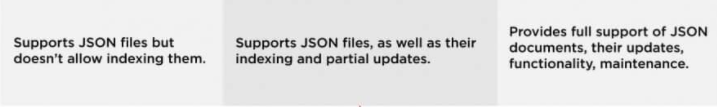 Supports JSON files but
doesn't allow indexing them.
Supports JSON files, as well as their
indexing and partial updates.
Provides full support of JSON
documents, their updates,
functionality, maintenance.